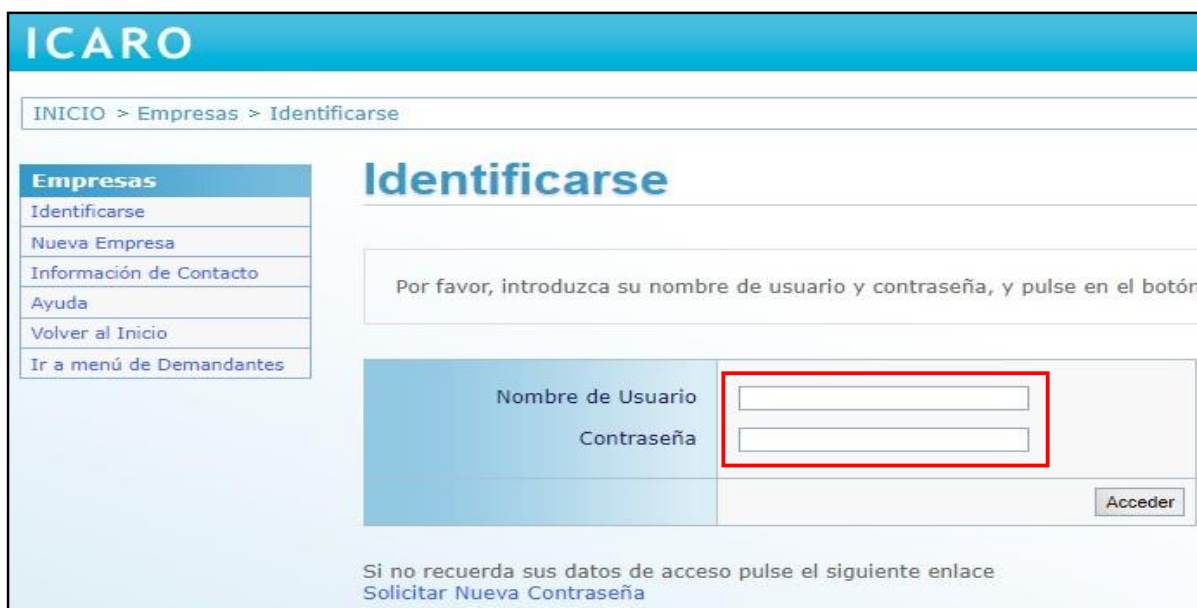 ICARO
INICIO > Empresas > Identificarse
Empresas
Identificarse
Nueva Empresa
Información de Contacto
Ayuda
Volver al Inicio
Ir a menú de Demandantes
Identificarse
Por favor, introduzca su nombre de usuario y contraseña, y pulse en el botón
Nombre de Usuario
Contraseña
Acceder
Si no recuerda sus datos de acceso pulse el siguiente enlace
Solicitar Nueva Contraseña